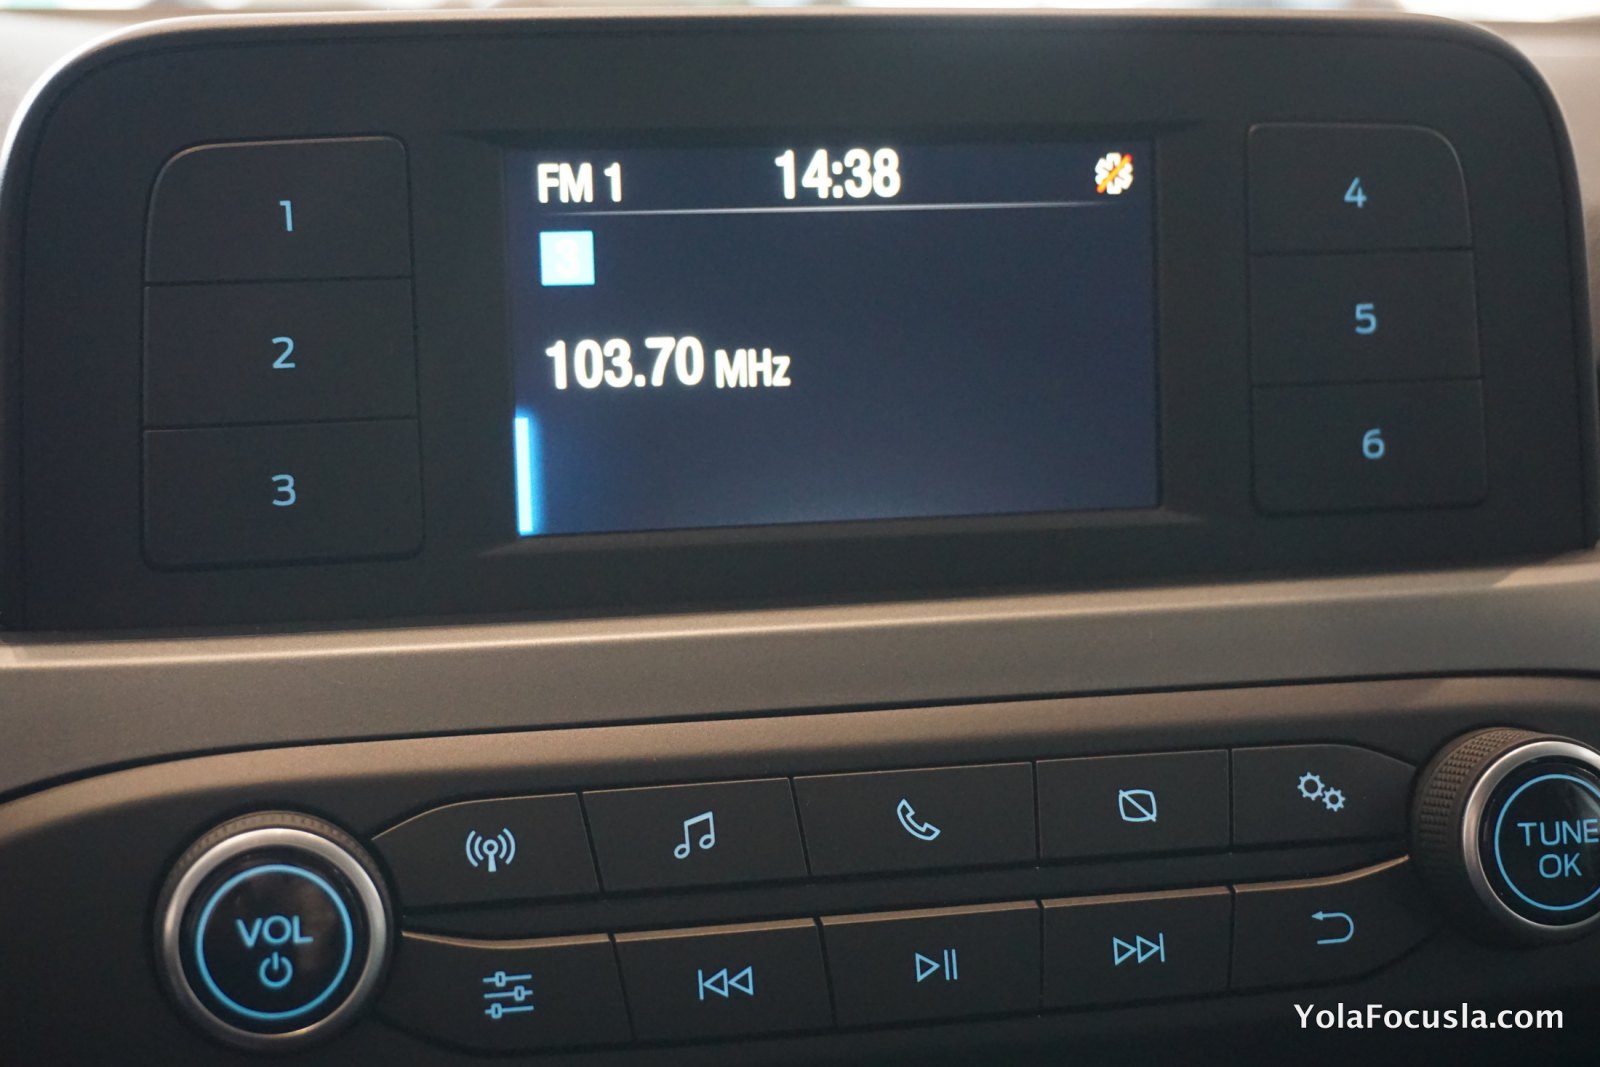 FM 1 14:38
3
103.70 MHz
1
2
3
4
5
6
VOL
TUNE
OK
YolaFocusla.com